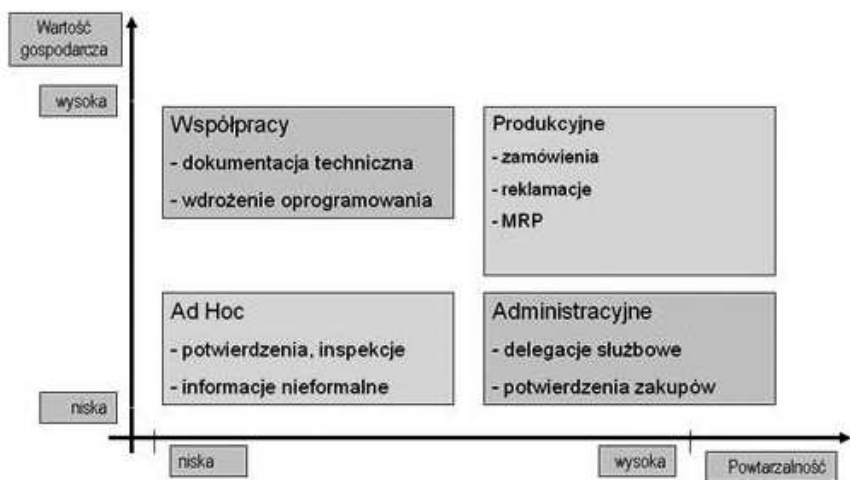 Wartość
gospodarcza
wysoka
Współpracy
- dokumentacja techniczna
- wdrożenie oprogramowania
Produkcyjne
- zamówienia
- reklamacje
- MRP
Ad Hoc
- potwierdzenia, inspekcje
- informacje nieformalne
Administracyjne
- delegacje służbowe
- potwierdzenia zakupów
niska
niska
wysoka
Powtarzalność